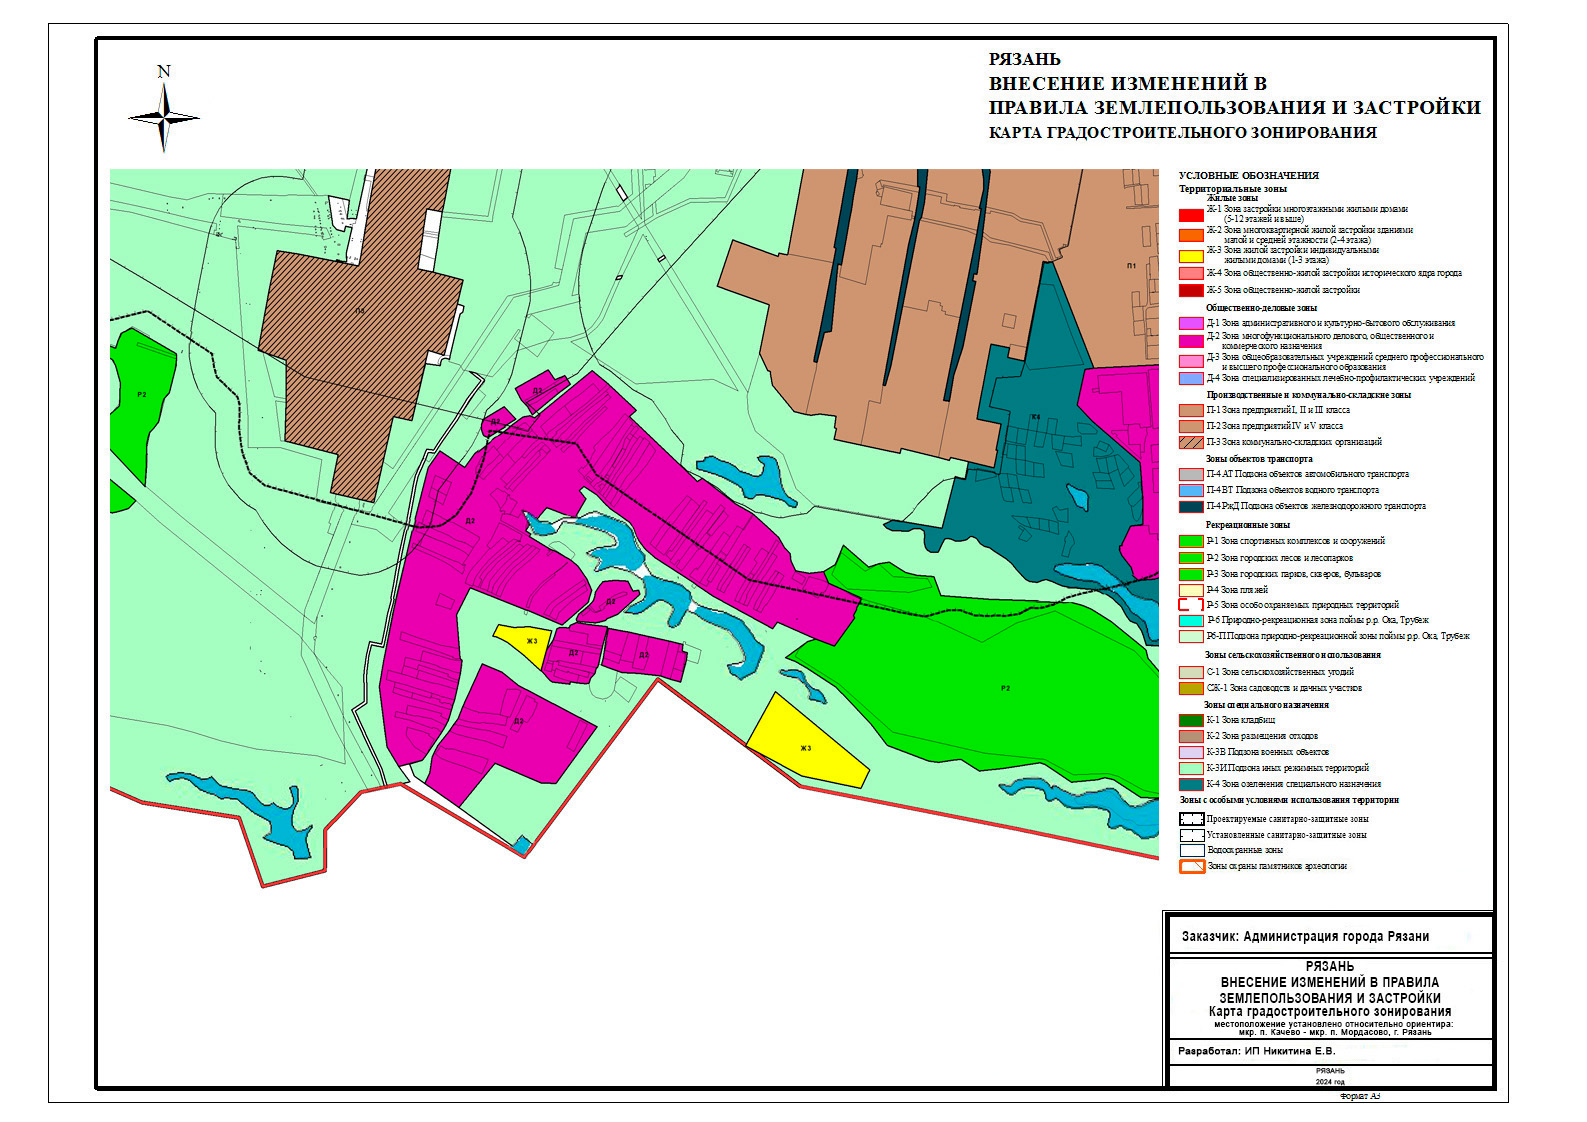 N
РЯЗАНЬ
ВНЕСЕНИЕ ИЗМЕНЕНИЙ В
ПРАВИЛА ЗЕМЛЕПОЛЬЗОВАНИЯ И ЗАСТРОЙКИ
КАРТА ГРАДОСТРОИТЕЛЬНОГО ЗОНИРОВАНИЯ
П1
П3
Р2
Д2
Д2
К4
Д2
Д2
Ж3
Д2
Д2
Р2
Д2
Ж3
УСЛОВНЫЕ ОБОЗНАЧЕНИЯ
Территориальные зоны
Жилые зоны
Ж-1 Зона застройки многоэтажными жилыми домами
(5-12 этажей и выше)
Ж-2 Зона многоквартирной жилой застройки зданиями
малой и средней этажности (2-4 этажа)
Ж-3 Зона жилой застройки индивидуальными
жилыми домами (1-3 этажа)
Ж-4 Зона общественно-жилой застройки исторического ядра города
Ж-5 Зона общественно-жилой застройки
Общественно-деловые зоны
Д-1 Зона административного и культурно-бытового обслуживания
Д-2 Зона многофункционального делового, общественного и
коммерческого назначения
Д-3 Зона общеобразовательных учреждений среднего профессионального
и высшего профессионального образования
Д-4 Зона специализированных лечебно-профилактических учреждений
Производственные и коммунально-складские зоны
П-1 Зона предприятий I, II и III класса
П-2 Зона предприятий IV и V класса
П-3 Зона коммунально-складских организаций
Зоны объектов транспорта
П-4 АТ Подзона объектов автомобильного транспорта
П-4 ВТ Подзона объектов водного транспорта
П-4 РжД Подзона объектов железнодорожного транспорта
Рекреационные зоны
Р-1 Зона спортивных комплексов и сооружений
Р-2 Зона городских лесов и лесопарков
Р-3 Зона городских парков, скверов, бульваров
Р-4 Зона пляжей
Р-5 Зона особо охраняемых природных территорий
Р-6 Природно-рекреационная зона поймы р.р. Ока, Трубеж
Р6-П Подзона природно-рекреационной зоны поймы р.р. Ока, Трубеж
Зоны сельскохозяйственного использования
С-1 Зона сельскохозяйственных угодий
СЖ-1 Зона садоводств и дачных участков
Зоны специального назначения
К-1 Зона кладбищ
К-2 Зона размещения отходов
К-3В Подзона военных объектов
К-3И Подзона иных режимных территорий
К-4 Зона озеленения специального назначения
Зоны с особыми условиями использования территории
Проектируемые санитарно-защитные зоны
Установленные санитарно-защитные зоны
Водоохранные зоны
Зоны охраны памятников археологии
Заказчик: Администрация города Рязани
РЯЗАНЬ
ВНЕСЕНИЕ ИЗМЕНЕНИЙ В ПРАВИЛА
ЗЕМЛЕПОЛЬЗОВАНИЯ И ЗАСТРОЙКИ
Карта градостроительного зонирования
местоположение установлено относительно ориентира:
мкр. п. Качево - мкр. п. Мордасово, г. Рязань
Разработал: ИП Никитина Е.В.
РЯЗАНЬ
2024 год
Формат А3